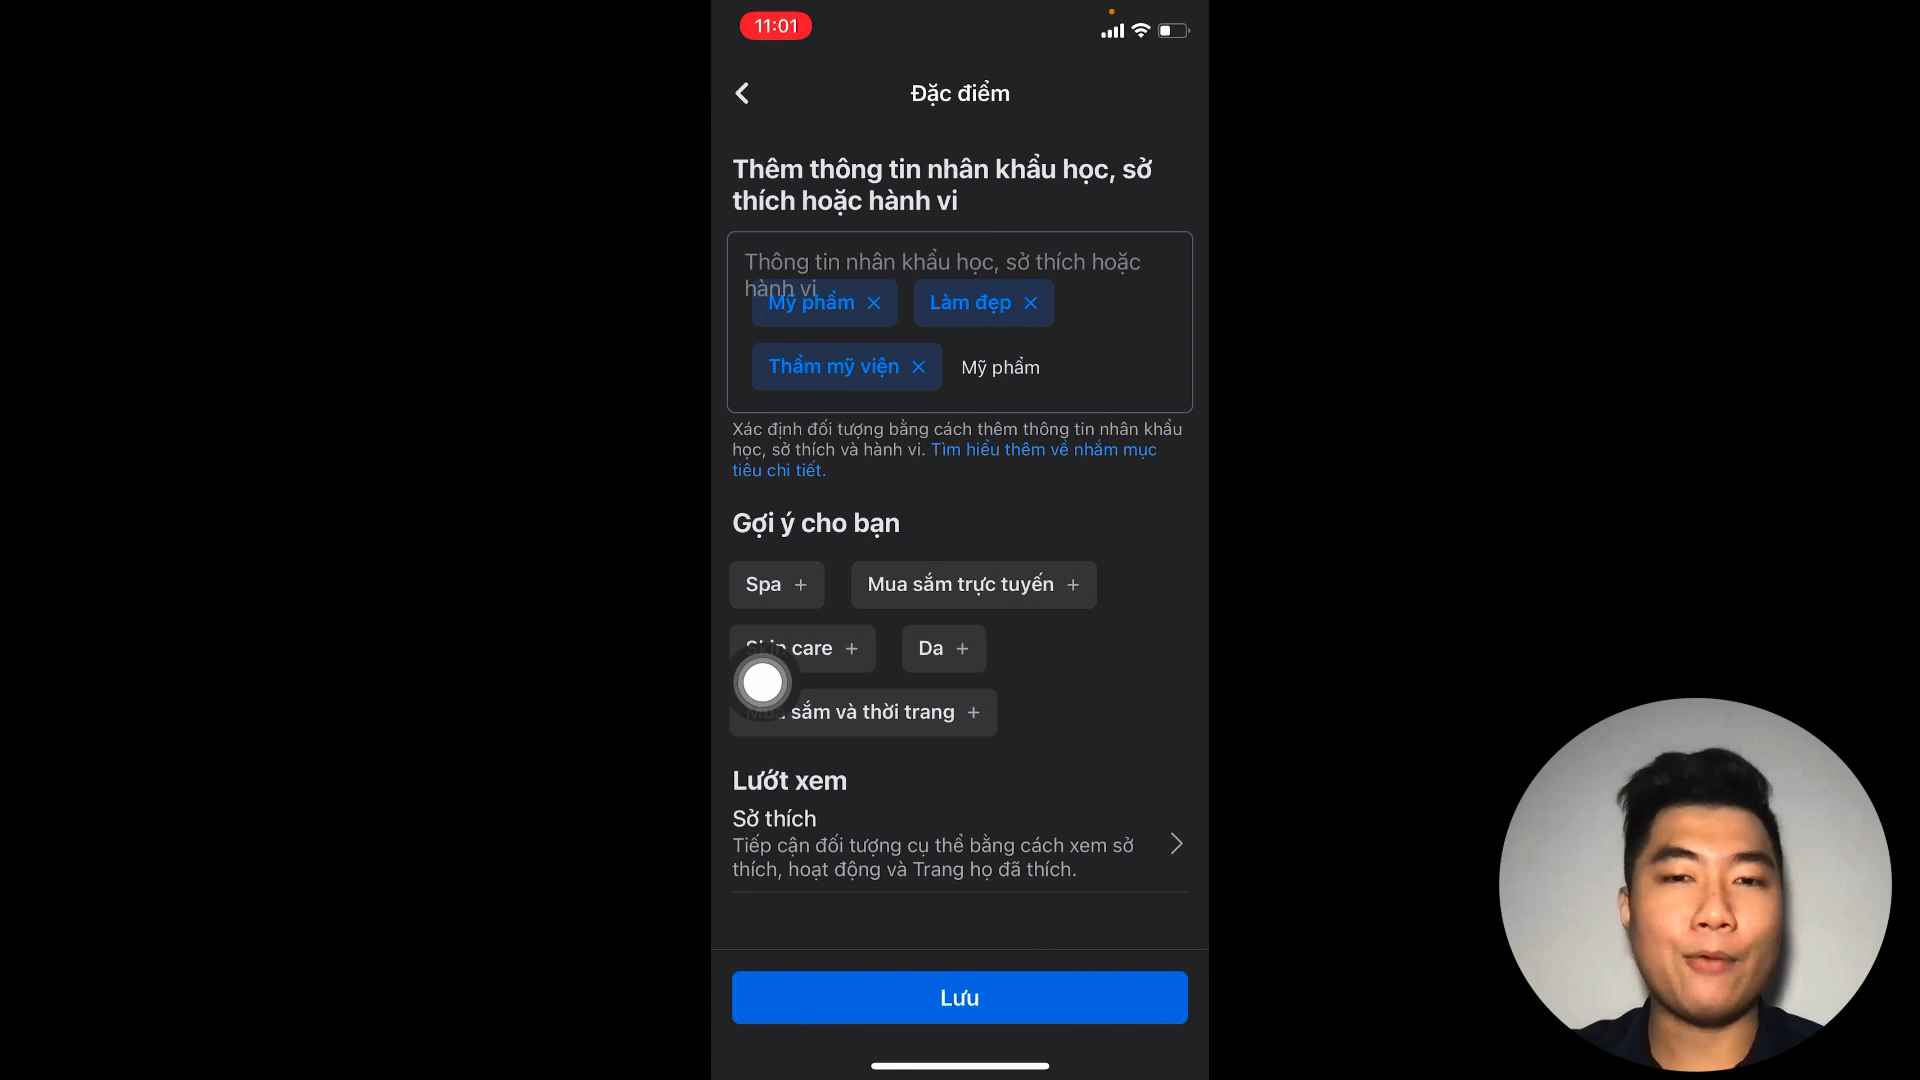 11:01
Đặc điểm
Thêm thông tin nhân khẩu học, sở
thích hoặc hành vi
Thông tin nhân khẩu học, sở thích hoặc
hành vi
Mỹ phẩm × Làm đẹp ×
Thẩm mỹ viện × Mỹ phẩm
Xác định đối tượng bằng cách thêm thông tin nhân khẩu
học, sở thích và hành vi. Tìm hiểu thêm về nhắm mục
tiêu chi tiết.
Gợi ý cho bạn
Spa + Mua sắm trực tuyến +
Skin care + Da +
Mua sắm và thời trang +
Lướt xem
Sở thích
Tiếp cận đối tượng cụ thể bằng cách xem sở
thích, hoạt động và Trang họ đã thích.
Lưu